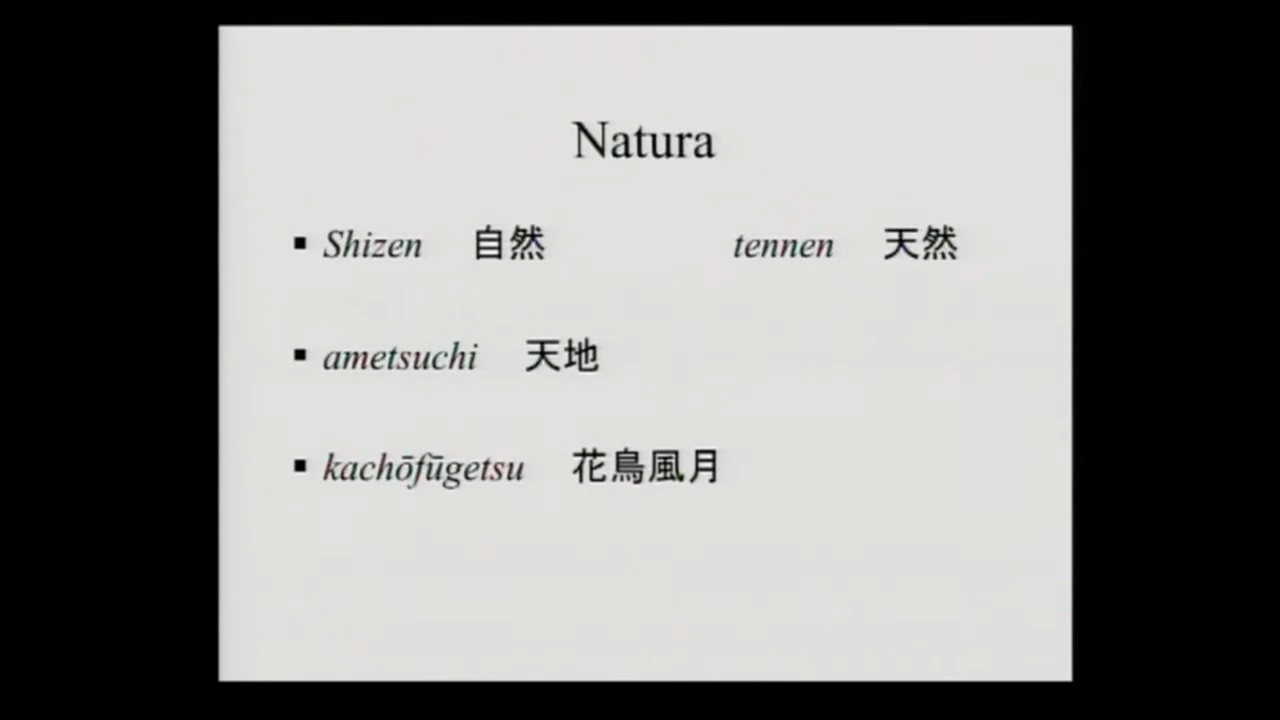 Natura
▪ Shizen 自然 tennen 天然
▪ ametsuchi 天地
▪ kachōfūgetsu 花鳥風月